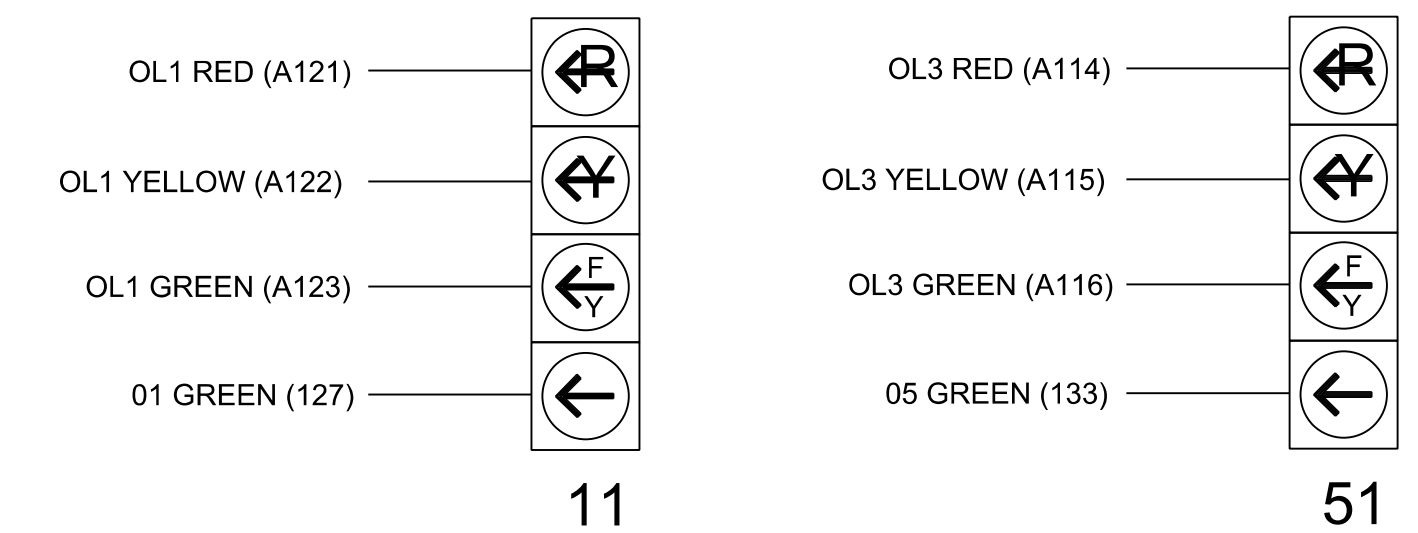 OL1 RED (A121)
R
OL1 YELLOW (A122)
Y
OL1 GREEN (A123)
F
Y
01 GREEN (127)
11
OL3 RED (A114)
R
OL3 YELLOW (A115)
Y
OL3 GREEN (A116)
F
Y
05 GREEN (133)
51